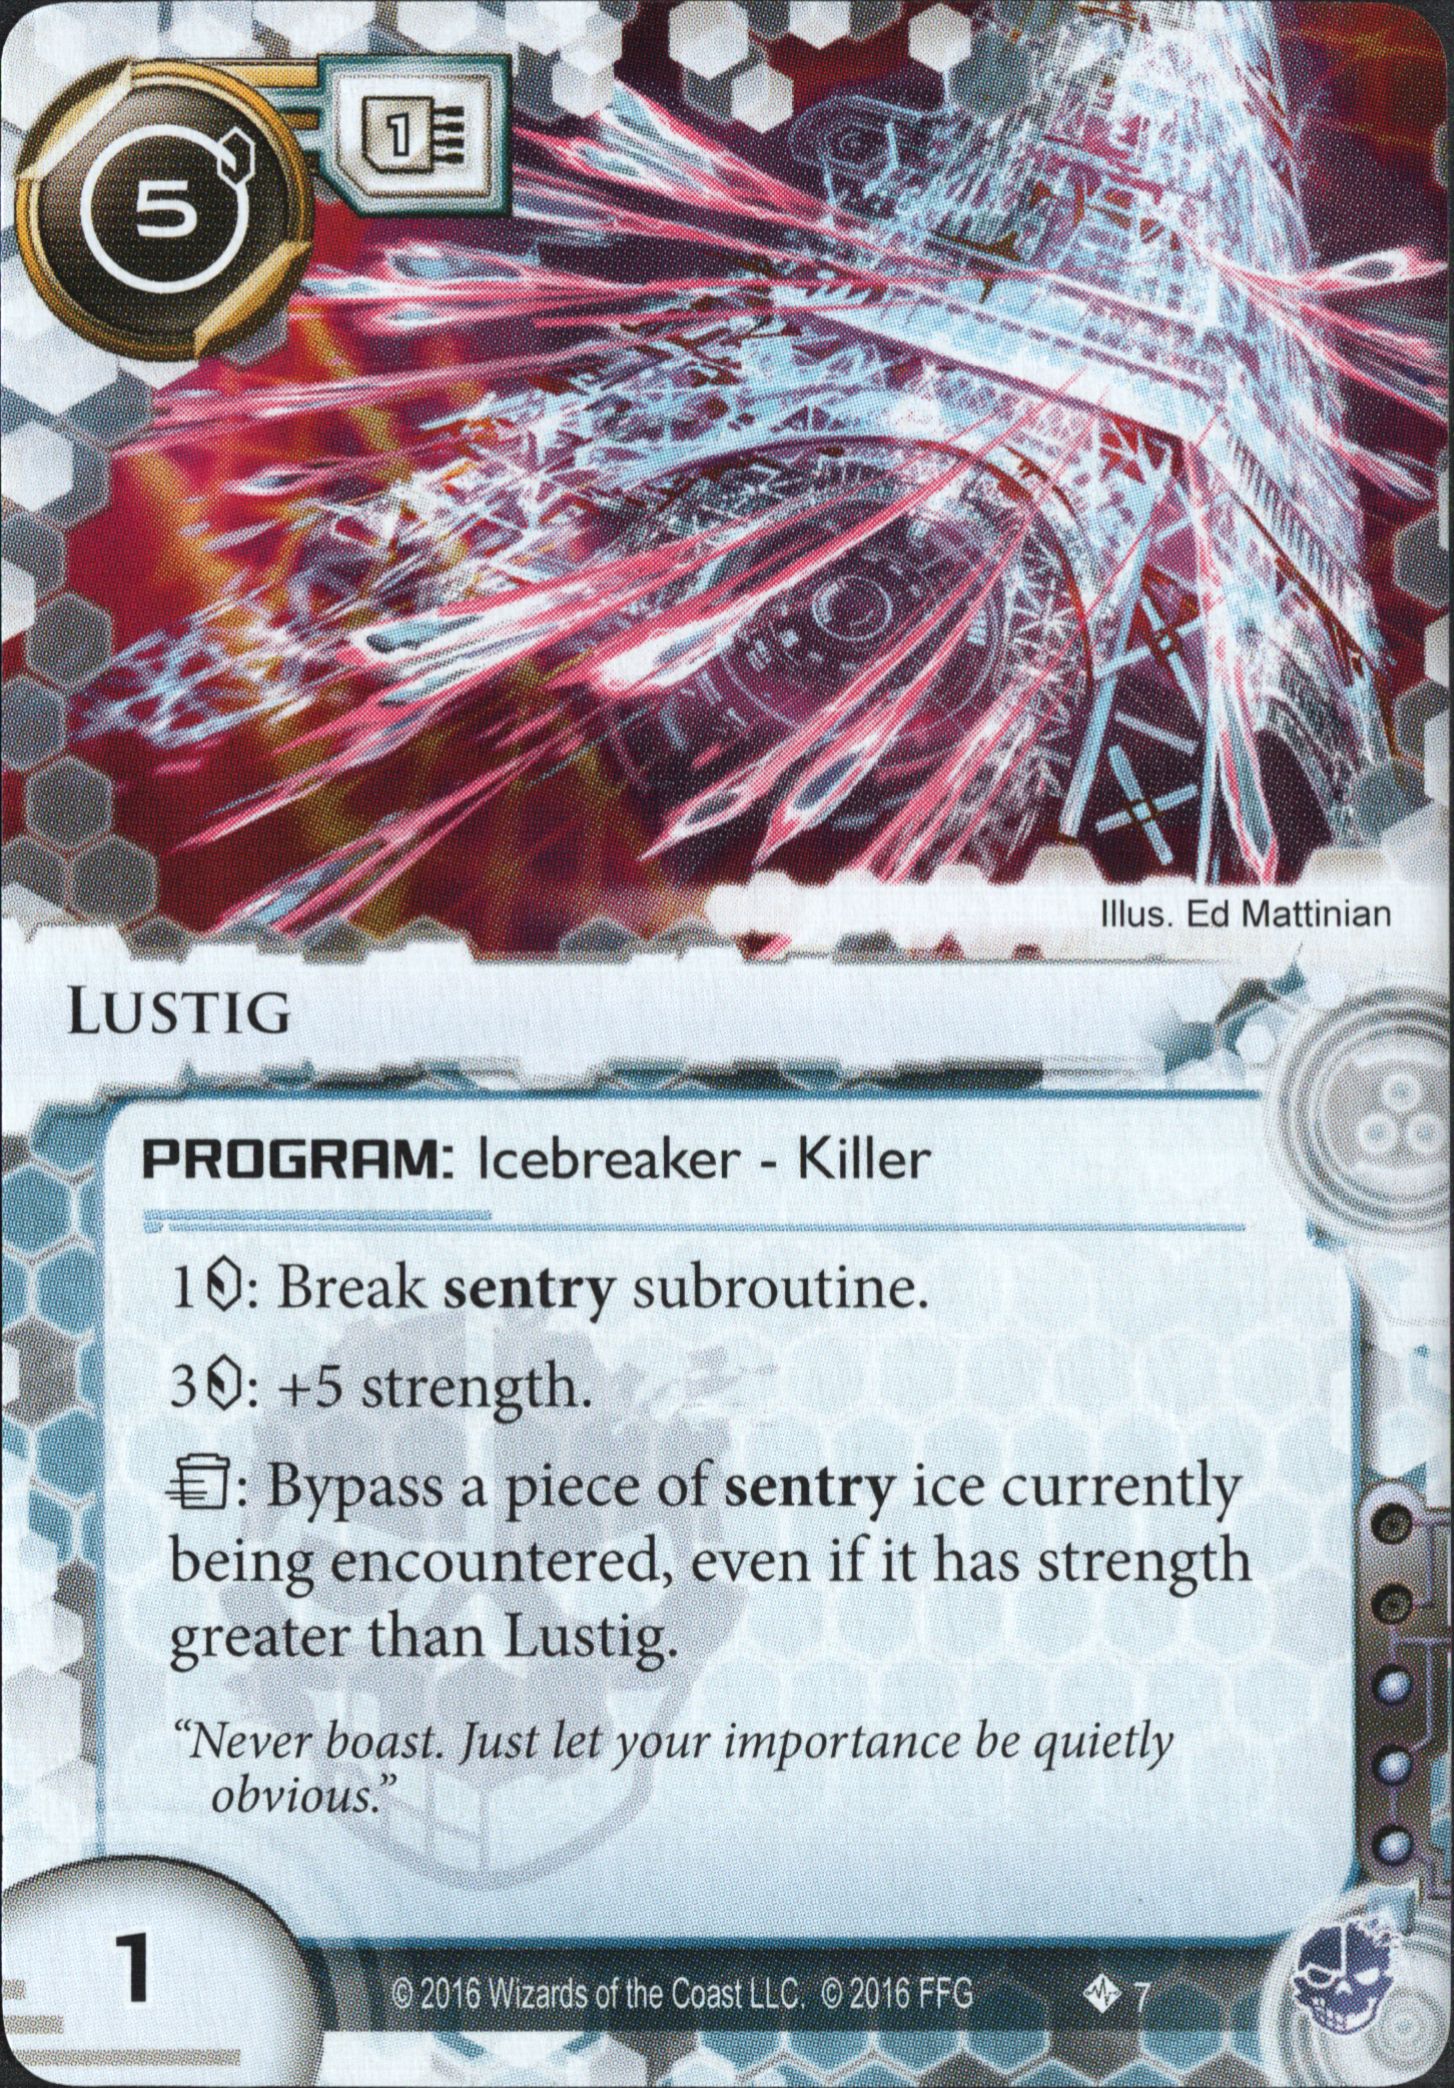 5
1
Illus. Ed Mattinian
LUSTIG
PROGRAM: Icebreaker - Killer
1: Break sentry subroutine.
3: +5 strength.
: Bypass a piece of sentry ice currently
being encountered, even if it has strength
greater than Lustig.
“Never boast. Just let your importance be quietly
obvious.”
1
© 2016 Wizards of the Coast LLC. © 2016 FFG
7